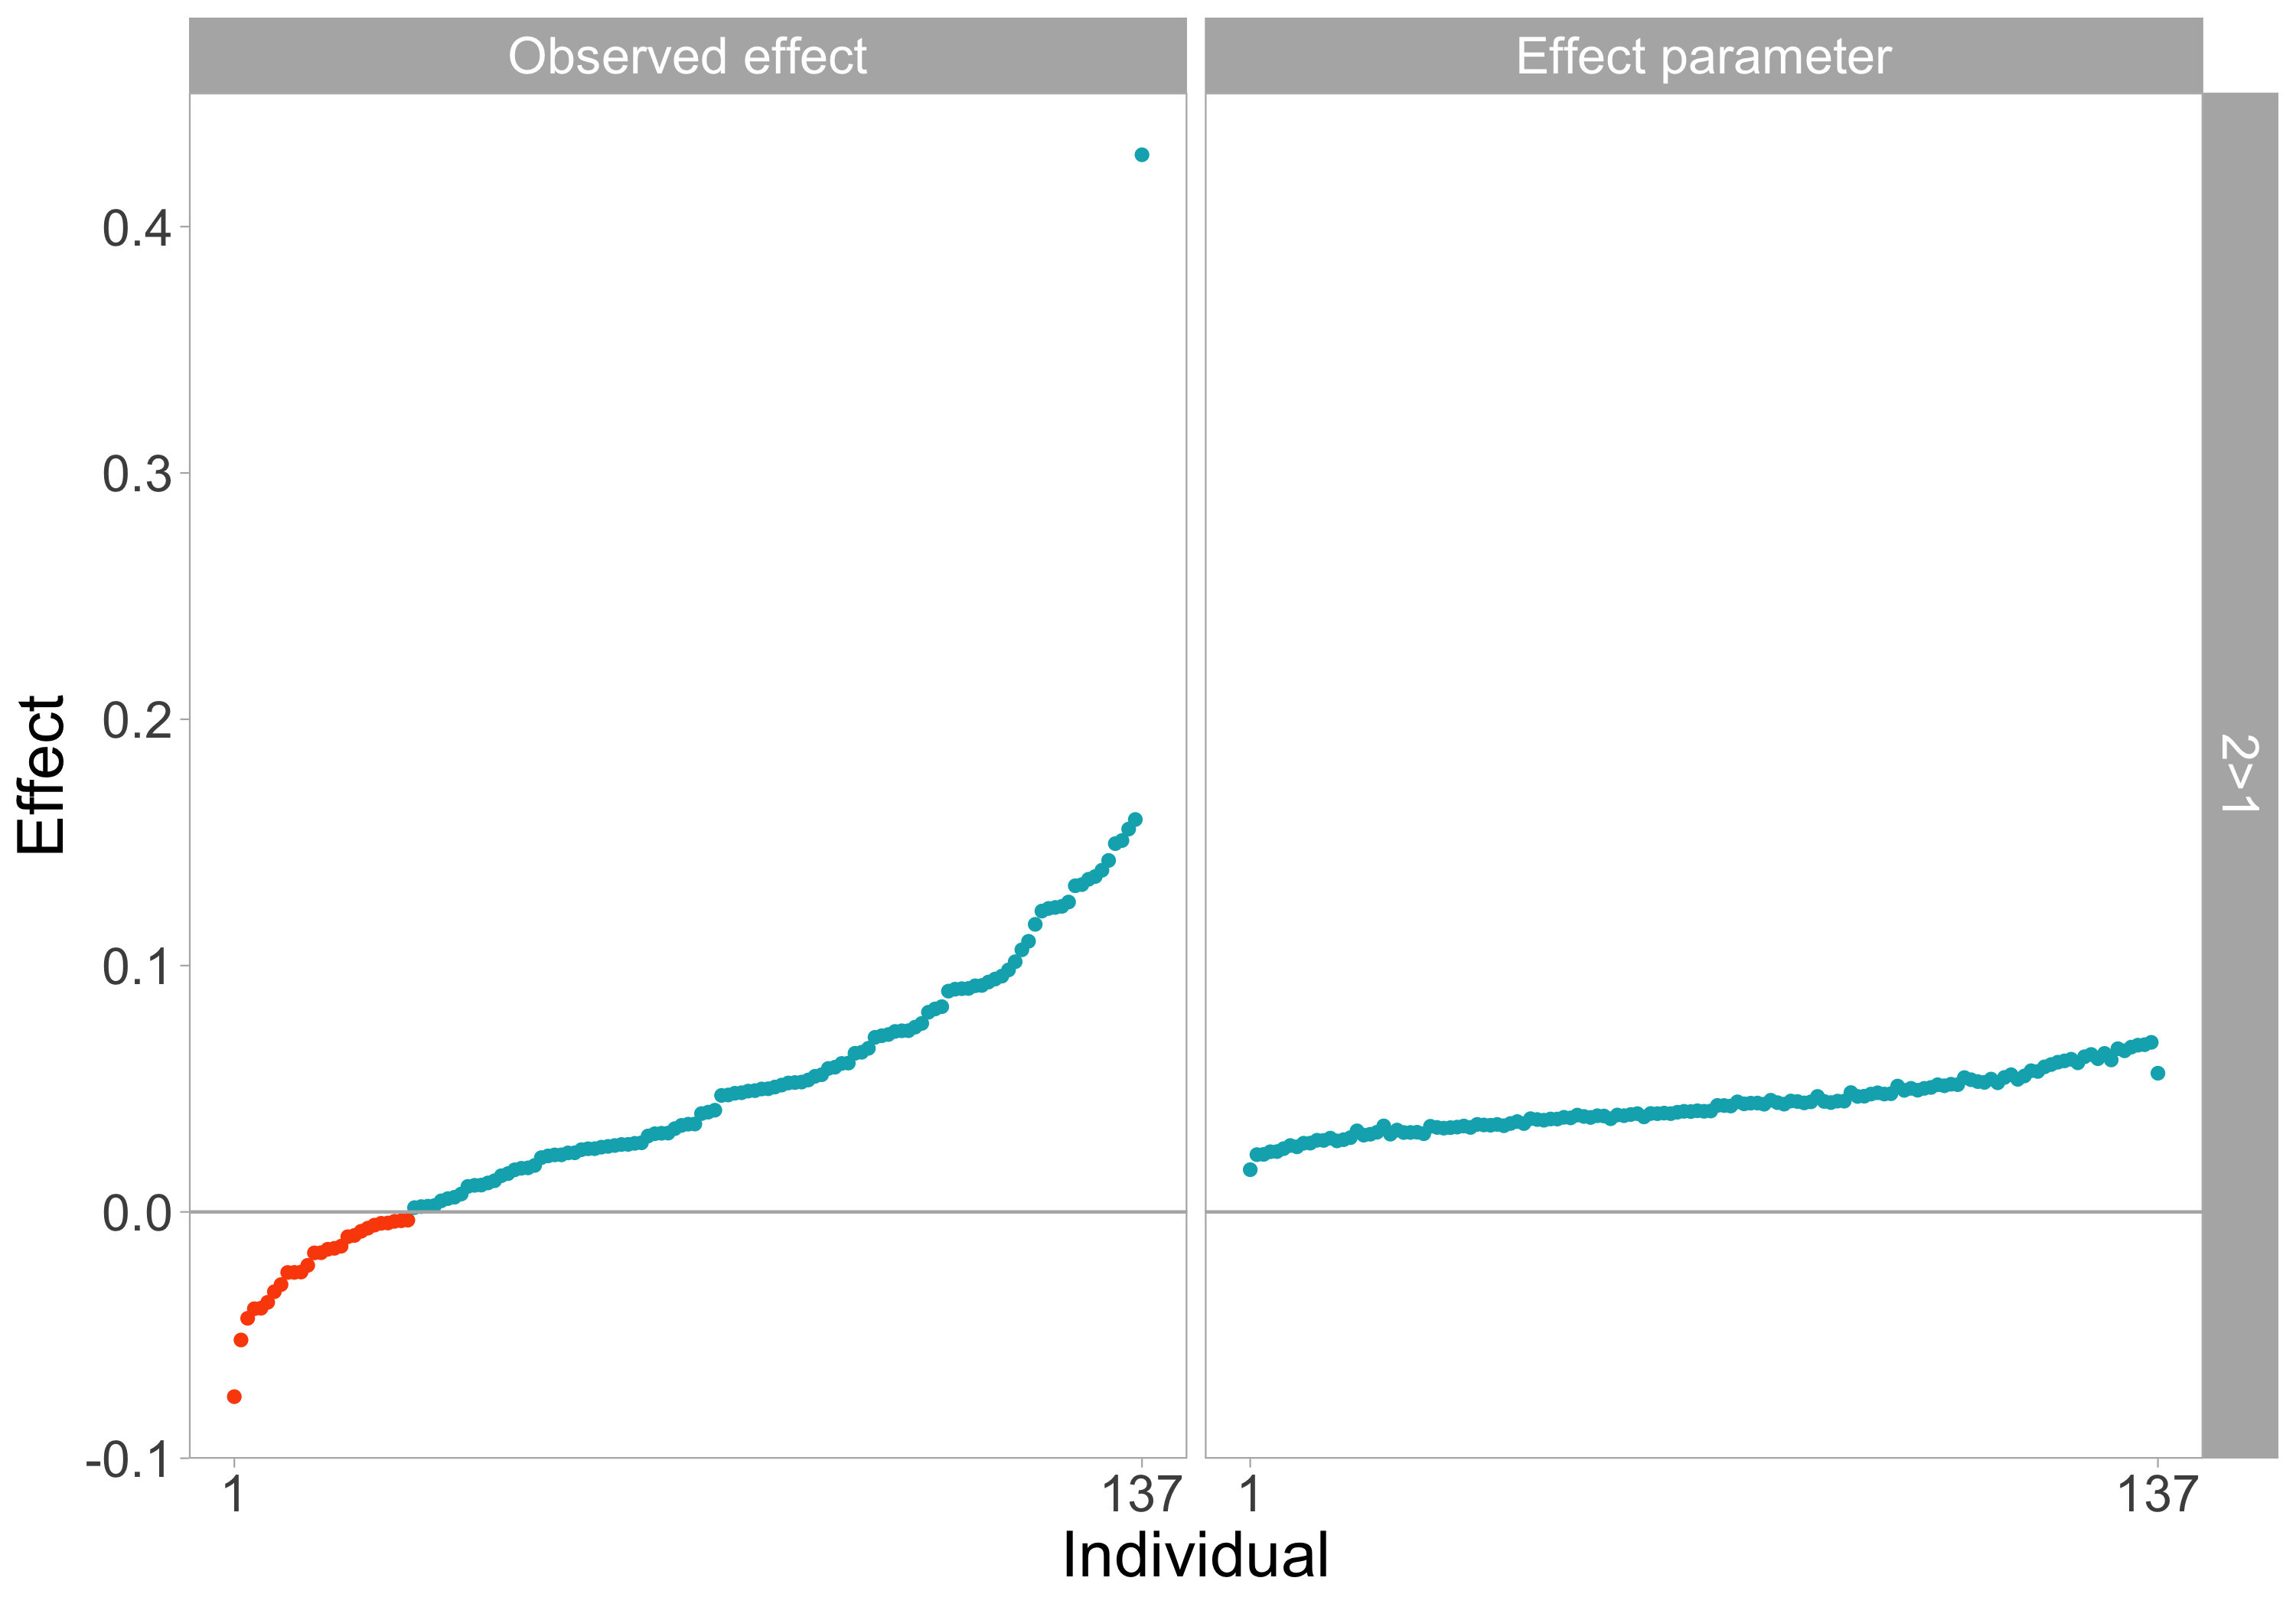 Observed effect
Effect parameter
0.4
0.3
0.2
0.1
0.0
-0.1
Effect
2<1
1
137
1
137
Individual